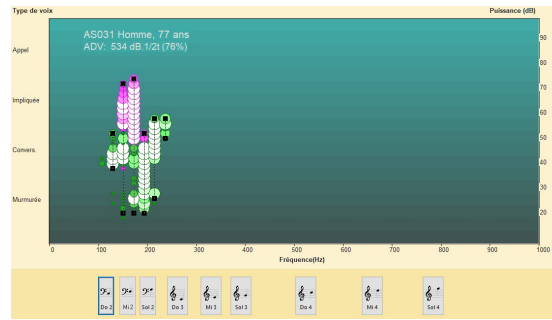 Type de voix
Puissance (dB)
AS031 Homme, 77 ans
ADV: 534 dB.1/2t (76%)
Appel
Impliquée
Convers.
Murmurée
90
80
70
60
50
40
30
20
0 100 200 300 400 500 600 700 800 900 1000
Fréquence(Hz)
Do 2 Mi 2 Sol 2 Do 3 Mi 3 Sol 3 Do 4 Mi 4 Sol 4